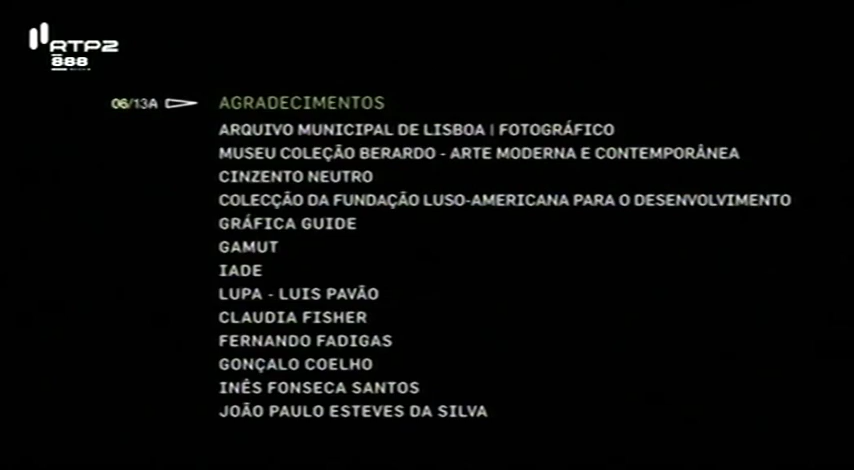 RTP2
888
06/13A AGRADECIMENTOS
ARQUIVO MUNICIPAL DE LISBOA | FOTOGRÁFICO
MUSEU COLEÇÃO BERARDO - ARTE MODERNA E CONTEMPORÂNEA
CINZENTO NEUTRO
COLECÇÃO DA FUNDAÇÃO LUSO-AMERICANA PARA O DESENVOLVIMENTO
GRÁFICA GUIDE
GAMUT
IADE
LUPA - LUIS PAVÃO
CLAUDIA FISHER
FERNANDO FADIGAS
GONÇALO COELHO
INÊS FONSECA SANTOS
JOÃO PAULO ESTEVES DA SILVA